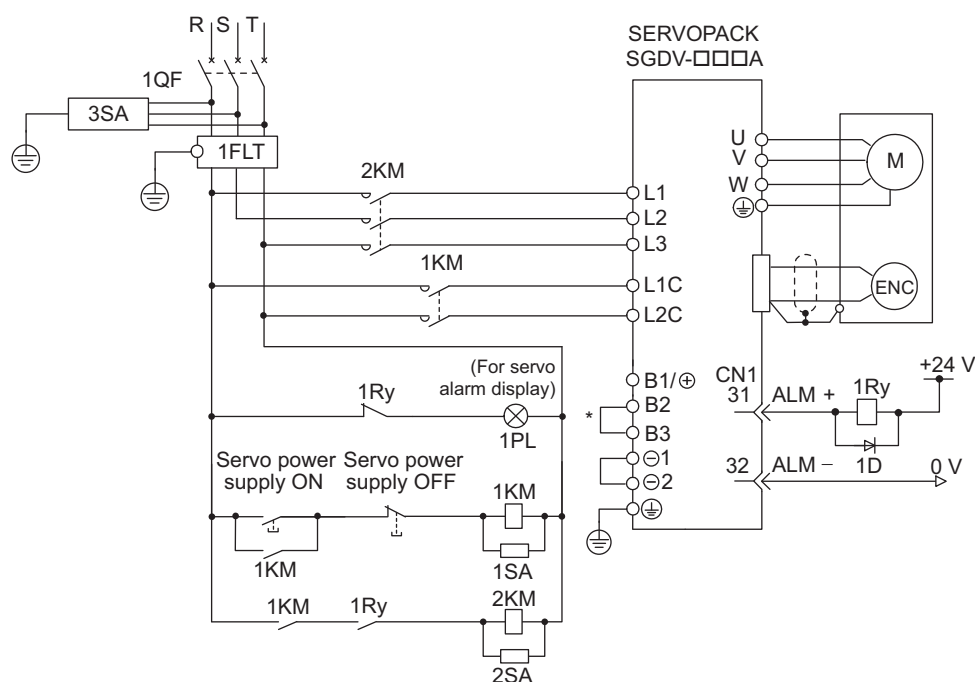 R S T
SERVOPACK
SGDV-□□□A
1QF
3SA
1FLT
2KM
1KM
L1
L2
L3
L1C
L2C
B1/⊕
B2
B3
⊖1
⊖2
*
U
V
W
M
ENC
CN1
31
ALM +
1Ry
+24 V
1D
32
ALM −
0 V
(For servo
alarm display)
1Ry
1PL
Servo power
supply ON
Servo power
supply OFF
1KM
1KM
1SA
1KM
1Ry
2KM
2SA